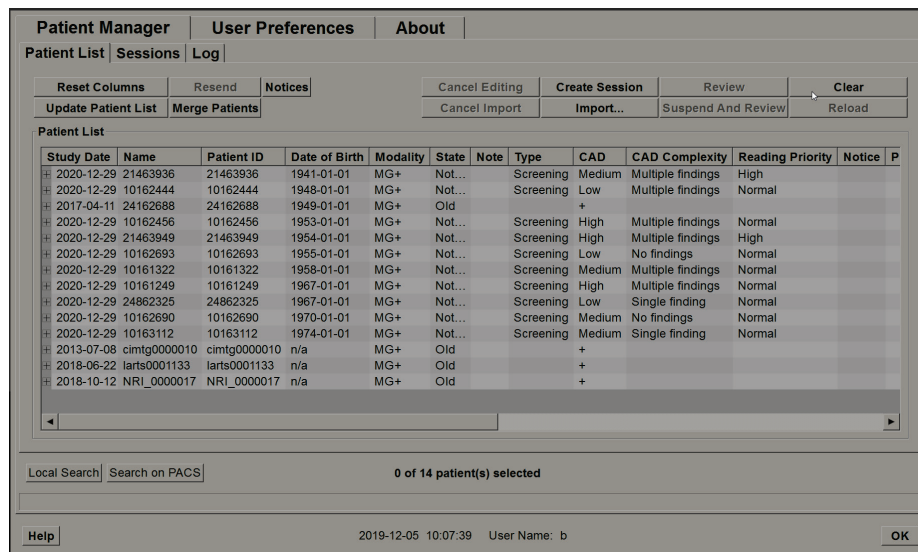 Patient Manager User Preferences About
Patient List Sessions Log
Reset Columns Resend Notices Cancel Editing Create Session Review Clear
Update Patient List Merge Patients Cancel Import Import... Suspend And Review Reload
Patient List
Study Date Name Patient ID Date of Birth Modality State Note Type CAD CAD Complexity Reading Priority Notice P
+ 2020-12-29 21463936 21463936 1941-01-01 MG+ Not... Screening Medium Multiple findings High
+ 2020-12-29 10162444 10162444 1948-01-01 MG+ Not... Screening Low Multiple findings Normal
+ 2017-04-11 24162688 24162688 1949-01-01 MG+ Old +
+ 2020-12-29 10162456 10162456 1953-01-01 MG+ Not... Screening High Multiple findings Normal
+ 2020-12-29 21463949 21463949 1954-01-01 MG+ Not... Screening High Multiple findings High
+ 2020-12-29 10162693 10162693 1955-01-01 MG+ Not... Screening Low No findings Normal
+ 2020-12-29 10161322 10161322 1958-01-01 MG+ Not... Screening Medium Multiple findings Normal
+ 2020-12-29 10161249 10161249 1967-01-01 MG+ Not... Screening High Multiple findings Normal
+ 2020-12-29 24862325 24862325 1967-01-01 MG+ Not... Screening Low Single finding Normal
+ 2020-12-29 10162690 10162690 1970-01-01 MG+ Not... Screening Medium No findings Normal
+ 2020-12-29 10163112 10163112 1974-01-01 MG+ Not... Screening Medium Single finding Normal
+ 2013-07-08 cimtg0000010 cimtg0000010 n/a MG+ Old +
+ 2018-06-22 larts0001133 larts0001133 n/a MG+ Old +
+ 2018-10-12 NRI_0000017 NRI_0000017 n/a MG+ Old +
Local Search Search on PACS 0 of 14 patient(s) selected
Help 2019-12-05 10:07:39 User Name: b OK